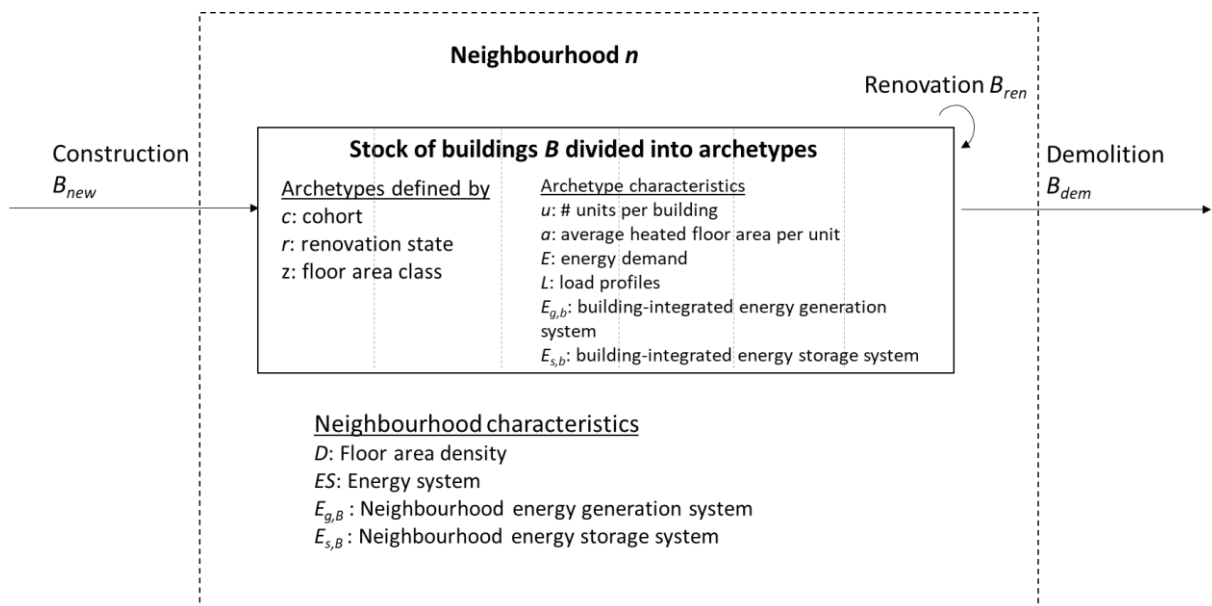 Neighbourhood n
Renovation B_ren
Construction
B_new
Demolition
B_dem
Stock of buildings B divided into archetypes
Archetypes defined by
c: cohort
r: renovation state
z: floor area class
Archetype characteristics
u: # units per building
a: average heated floor area per unit
E: energy demand
L: load profiles
E_g,b: building-integrated energy generation
system
E_s,b: building-integrated energy storage system
Neighbourhood characteristics
D: Floor area density
ES: Energy system
E_g,B : Neighbourhood energy generation system
E_s,B : Neighbourhood energy storage system